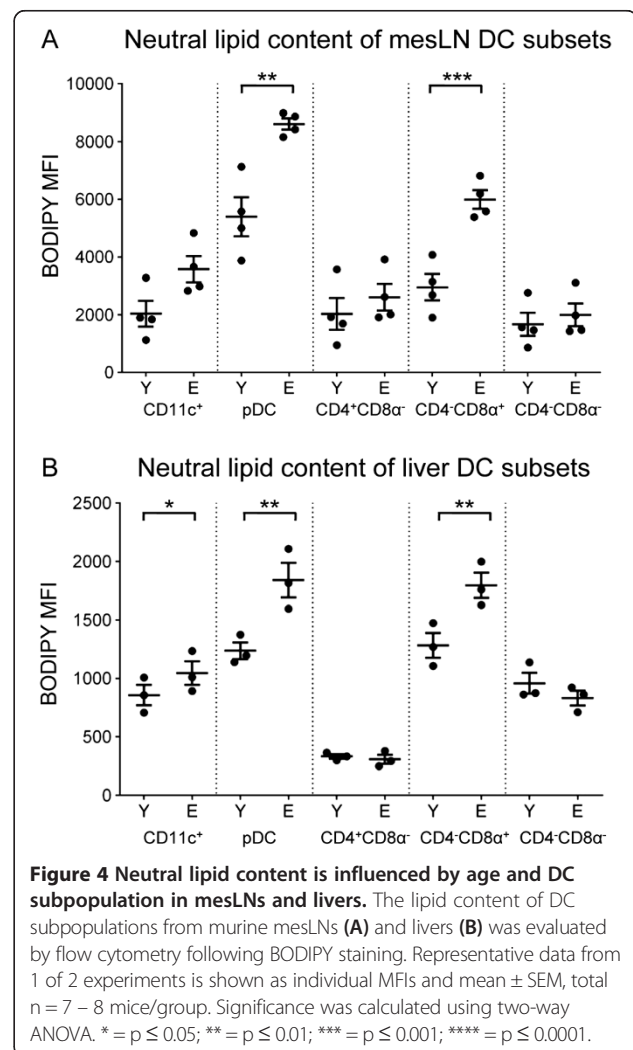 A Neutral lipid content of mesLN DC subsets
** ***
10000
8000
6000
4000
2000
0
BODIPY MFI
Y E Y E Y E Y E Y E
CD11c⁺ pDC CD4⁺CD8α⁻ CD4⁻CD8α⁺ CD4⁻CD8α⁻
B Neutral lipid content of liver DC subsets
* ** **
2500
2000
1500
1000
500
0
BODIPY MFI
Y E Y E Y E Y E Y E
CD11c⁺ pDC CD4⁺CD8α⁻ CD4⁻CD8α⁺ CD4⁻CD8α⁻
Figure 4 Neutral lipid content is influenced by age and DC
subpopulation in mesLNs and livers. The lipid content of DC
subpopulations from murine mesLNs (A) and livers (B) was evaluated
by flow cytometry following BODIPY staining. Representative data from
1 of 2 experiments is shown as individual MFIs and mean ± SEM, total
n = 7 – 8 mice/group. Significance was calculated using two-way
ANOVA. * = p ≤ 0.05; ** = p ≤ 0.01; *** = p ≤ 0.001; **** = p ≤ 0.0001.